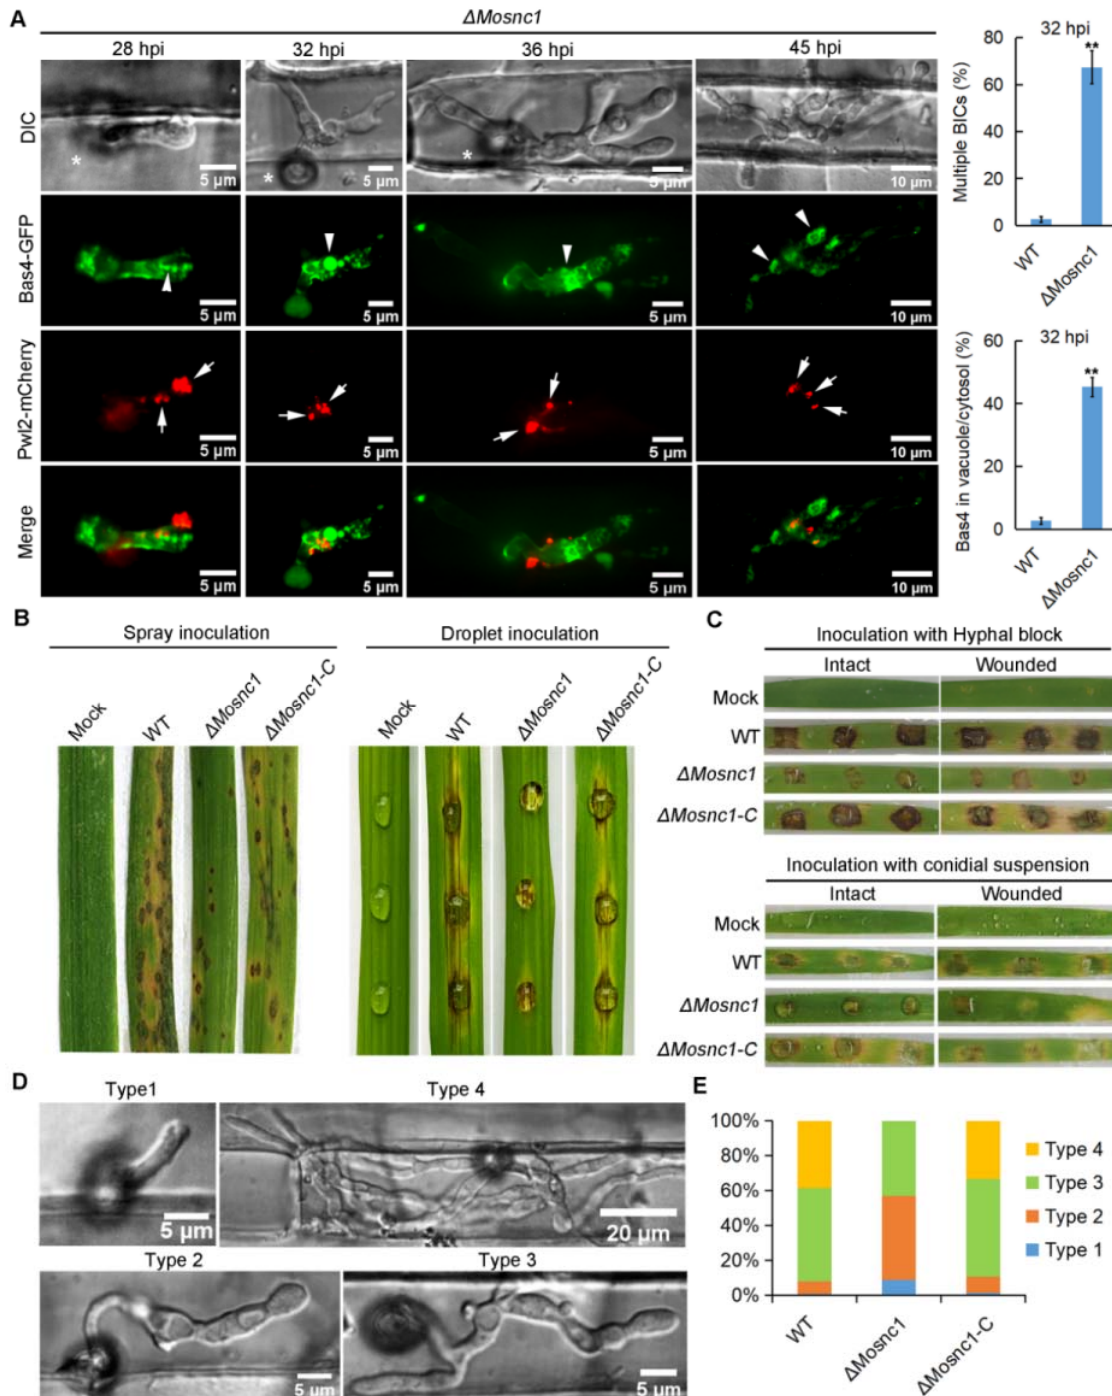 A
ΔMosnc1
28 hpi
32 hpi
36 hpi
45 hpi
DIC
*
5 µm
*
5 µm
*
5 µm
10 µm
Bas4-GFP
5 µm
5 µm
5 µm
10 µm
Pwl2-mCherry
5 µm
5 µm
5 µm
10 µm
Merge
5 µm
5 µm
5 µm
10 µm
32 hpi
Multiple BICs (%)
80
60
40
20
0
**
WT
ΔMosnc1
32 hpi
Bas4 in vacuole/cytosol (%)
60
40
20
0
**
WT
ΔMosnc1
B
Spray inoculation
Mock
WT
ΔMosnc1
ΔMosnc1-C
Droplet inoculation
Mock
WT
ΔMosnc1
ΔMosnc1-C
C
Inoculation with Hyphal block
Intact
Wounded
Mock
WT
ΔMosnc1
ΔMosnc1-C
Inoculation with conidial suspension
Intact
Wounded
Mock
WT
ΔMosnc1
ΔMosnc1-C
D
Type1
5 µm
Type 4
20 µm
Type 2
5 µm
Type 3
5 µm
E
100%
80%
60%
40%
20%
0%
WT
ΔMosnc1
ΔMosnc1-C
Type 4
Type 3
Type 2
Type 1